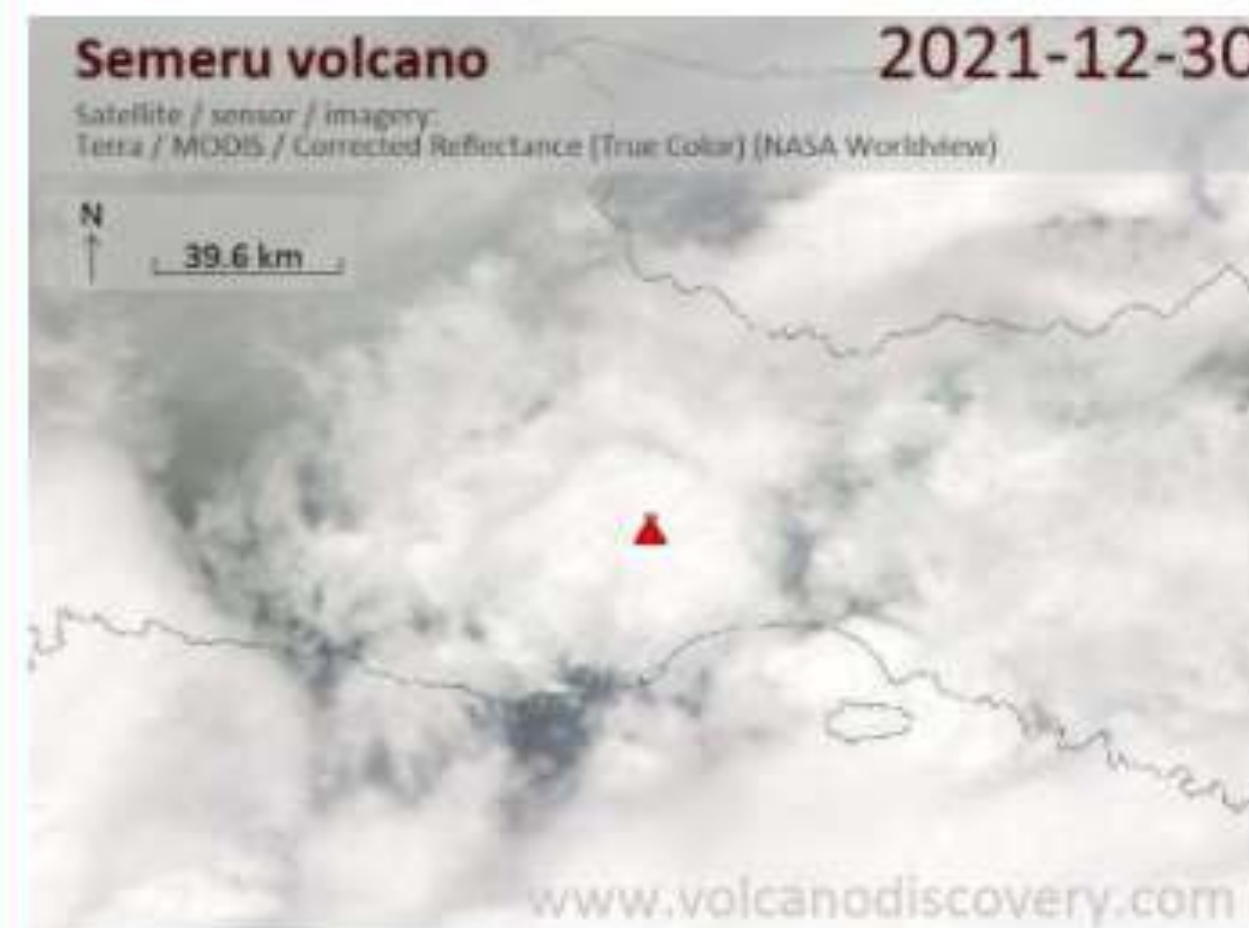 Semeru volcano
2021-12-30
Satellite / sensor / imagery:
Terra / MODIS / Corrected Reflectance (True Color) (NASA Worldview)
N
39.6 km
www.volcanodiscovery.com